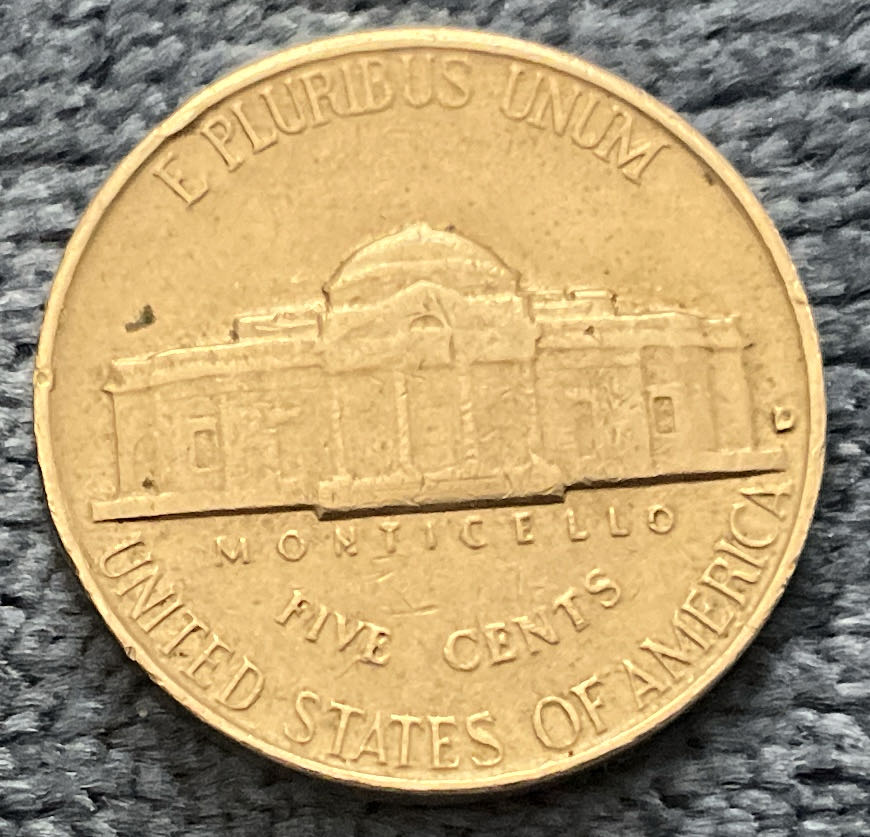 E PLURIBUS UNUM
D
MONTICELLO
FIVE CENTS
UNITED STATES OF AMERICA